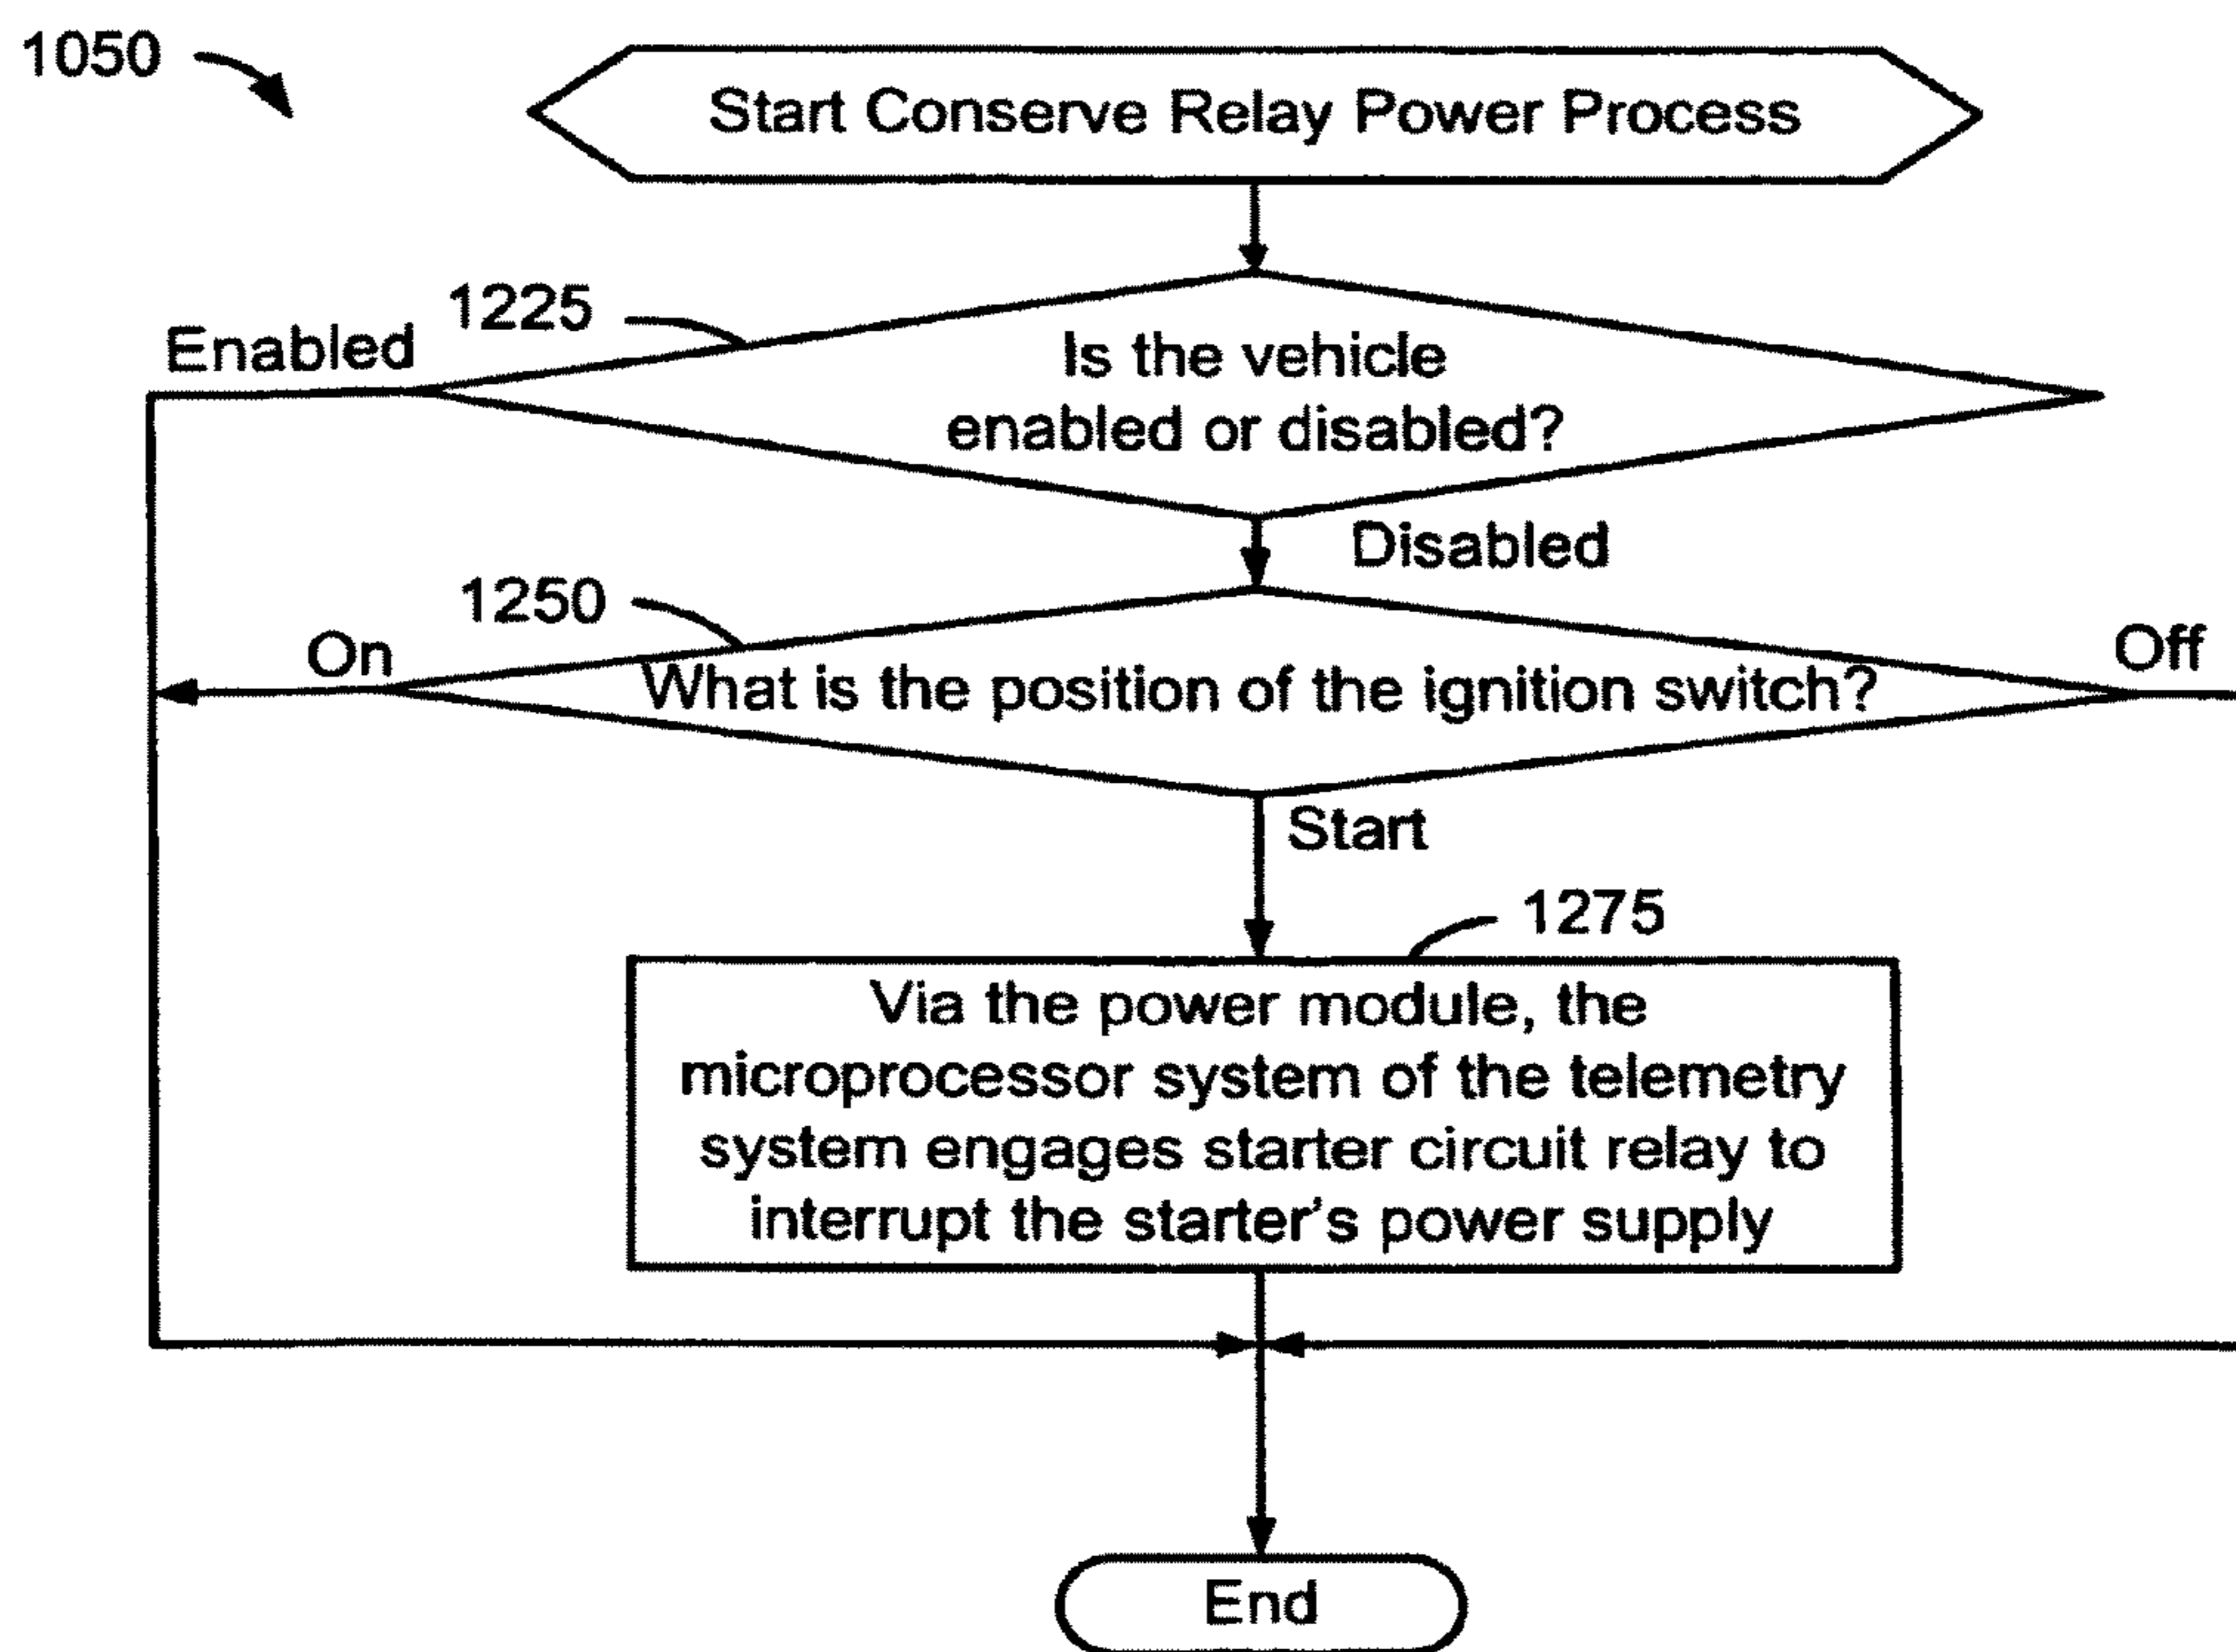 1050
Start Conserve Relay Power Process
1225
Enabled
Is the vehicle
enabled or disabled?
Disabled
1250
On
What is the position of the ignition switch?
Off
Start
1275
Via the power module, the
microprocessor system of the telemetry
system engages starter circuit relay to
interrupt the starter's power supply
End